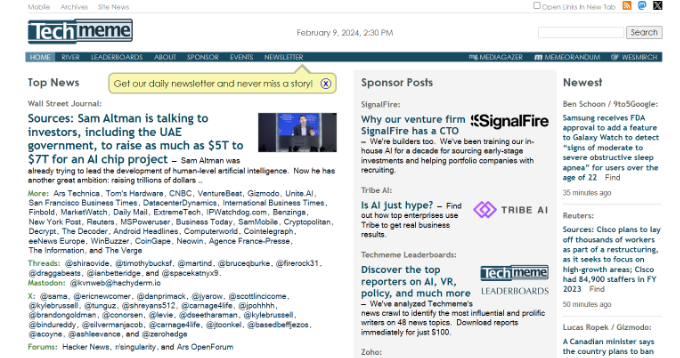 Mobile Archives Site News
Open Links In New Tab
Techmeme
February 9, 2024, 2:30 PM
Search
HOME RIVER LEADERBOARDS ABOUT SPONSOR EVENTS NEWSLETTER
MEDIAGAZER MEMEORANDUM WESMIRCH
Top News
Get our daily newsletter and never miss a story!
Wall Street Journal:
Sources: Sam Altman is talking to
investors, including the UAE
government, to raise as much as $5T to
$7T for an AI chip project — Sam Altman was
already trying to lead the development of human-level artificial intelligence. Now he has
another great ambition: raising trillions of dollars ..
More: Ars Technica, Tom's Hardware, CNBC, VentureBeat, Gizmodo, Unite.AI,
San Francisco Business Times, DatacenterDynamics, International Business Times,
Finbold, MarketWatch, Daily Mail, ExtremeTech, IPWatchdog.com, Benzinga,
New York Post, Reuters, MSPoweruser, Business Today, SamMobile, Cryptopolitan,
Decrypt, The Decoder, Android Headlines, Computerworld, Cointelegraph,
eeNews Europe, WinBuzzer, CoinGape, Neowin, Agence France-Presse,
The Information, and The Verge
Threads: @shiraovide, @timothybucksf, @martind, @bruceqburke, @firerock31,
@draggabeats, @ianbetteridge, and @spacekatnyx9.
Mastodon: @kvnweb@hachyderm.io
X: @sama, @ericnewcomer, @danprimack, @jyarow, @scottlincicome,
@kylebrussell, @tunguz, @shreyans512, @carnage4life, @jpohhhh,
@brandongoldman, @conorsen, @levie, @dseetharaman, @kylebrussell,
@bindureddy, @silvermanjacob, @carnage4life, @jtoonkel, @basedbeffjezos,
@acoyne, @ashleevance, and @zerohedge
Forums: Hacker News, r/singularity, and Ars OpenForum
Sponsor Posts
SignalFire:
Why our venture firm
SignalFire has a CTO
SignalFire
— We're builders too. We've been training our in-
house AI for a decade for sourcing early-stage
investments and helping portfolio companies with
recruiting.
Tribe AI:
Is AI just hype? — Find
out how top enterprises use
Tribe to get real business
results.
TRIBE AI
Techmeme Leaderboards:
Discover the top
reporters on AI, VR,
policy, and much more
Techmeme
LEADERBOARDS
— We've analyzed Techmeme's
news crawl to identify the most influential and prolific
writers on 48 news topics. Download reports
immediately for just $100.
Zoho:
Newest
Ben Schoon / 9to5Google:
Samsung receives FDA
approval to add a feature
to Galaxy Watch to detect
“signs of moderate to
severe obstructive sleep
apnea” for users over the
age of 22 Find
35 minutes ago
Reuters:
Sources: Cisco plans to lay
off thousands of workers
as part of a restructuring,
as it seeks to focus on
high-growth areas; Cisco
had 84,900 staffers in FY
2023 Find
50 minutes ago
Lucas Ropek / Gizmodo:
A Canadian minister says
the country plans to ban